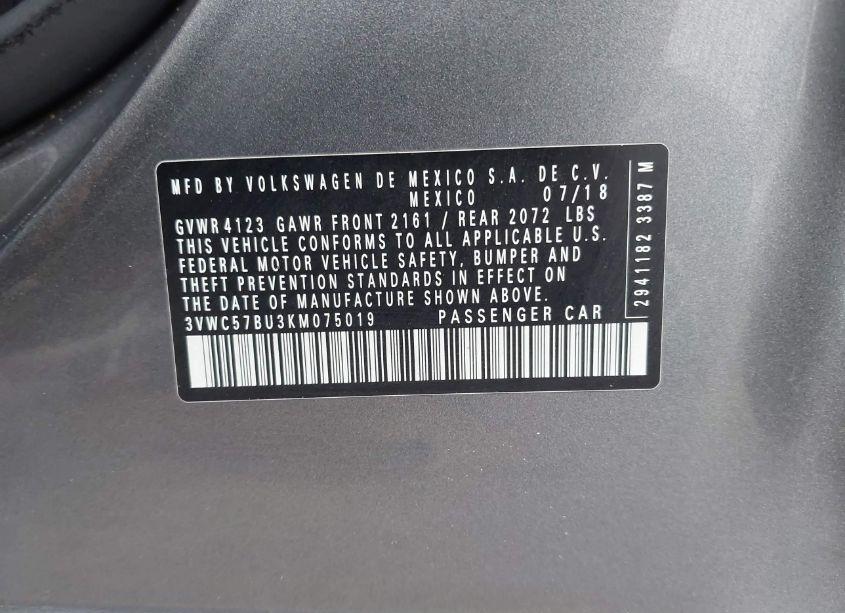 MFD BY VOLKSWAGEN DE MEXICO S.A. DE C.V.
MEXICO 07/18
GVWR 4123 GAWR FRONT 2161 / REAR 2072 LBS
THIS VEHICLE CONFORMS TO ALL APPLICABLE U.S.
FEDERAL MOTOR VEHICLE SAFETY, BUMPER AND
THEFT PREVENTION STANDARDS IN EFFECT ON
THE DATE OF MANUFACTURE SHOWN ABOVE.
3VWC57BU3KM075019 PASSENGER CAR
2941182 3387 M